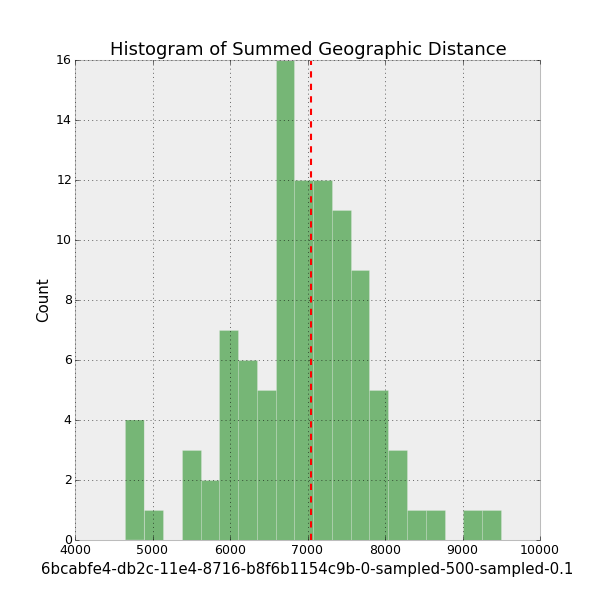 Histogram of Summed Geographic Distance
16
14
12
10
8
6
4
2
0
Count
4000 5000 6000 7000 8000 9000 10000
6bcabfe4-db2c-11e4-8716-b8f6b1154c9b-0-sampled-500-sampled-0.1